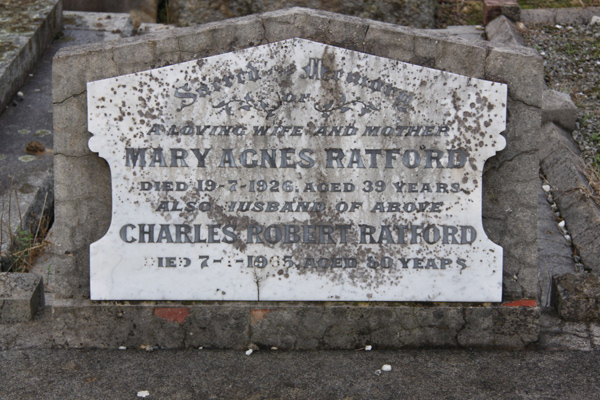 Sacred Memory
OF
A LOVING WIFE AND MOTHER
MARY AGNES RATFORD
DIED 19-7-1926 AGED 39 YEARS
ALSO HUSBAND OF ABOVE
CHARLES ROBERT RATFORD
DIED AGED YEARS